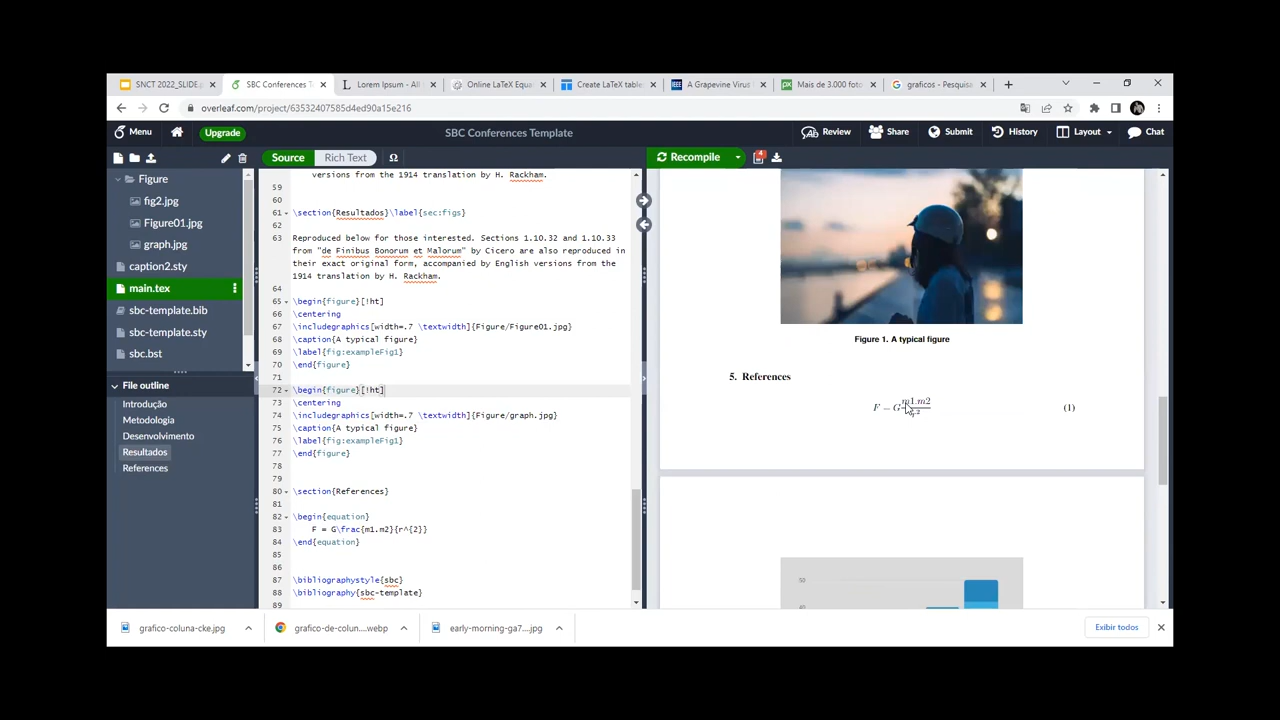 SNCT 2022_SLIDE.
SBC Conferences T
Lorem Ipsum - All
Online LaTeX Equa
Create LaTeX table
A Grapevine Virus
Mais de 3.000 foto
graficos - Pesquisa
overleaf.com/project/63532407585d4ed90a15e216
Menu
Upgrade
SBC Conferences Template
Review
Share
Submit
History
Layout
Chat
Source
Rich Text
Ω
Recompile
4
Figure
fig2.jpg
Figure01.jpg
graph.jpg
caption2.sty
main.tex
sbc-template.bib
sbc-template.sty
sbc.bst
File outline
Introdução
Metodologia
Desenvolvimento
Resultados
References
versions from the 1914 translation by H. Rackham.
59
60
61 \section{Resultados}\label{sec:figs}
62
63 Reproduced below for those interested. Sections 1.10.32 and 1.10.33
from "de Finibus Bonorum et Malorum" by Cicero are also reproduced in
their exact original form, accompanied by English versions from the
1914 translation by H. Rackham.
64
65 \begin{figure}[!ht]
66 \centering
67 \includegraphics[width=.7 \textwidth]{Figure/Figure01.jpg}
68 \caption{A typical figure}
69 \label{fig:exampleFig1}
70 \end{figure}
71
72 \begin{figure}[!ht]
73 \centering
74 \includegraphics[width=.7 \textwidth]{Figure/graph.jpg}
75 \caption{A typical figure}
76 \label{fig:exampleFig1}
77 \end{figure}
78
79
80 \section{References}
81
82 \begin{equation}
83 F = G\frac{m1.m2}{r^{2}}
84 \end{equation}
85
86
87 \bibliographystyle{sbc}
88 \bibliography{sbc-template}
89
Figure 1. A typical figure
5. References
F = G m1.m2
(1)
50
40
grafico-coluna-cke.jpg
grafico-de-colun....webp
early-morning-ga7....jpg
Exibir todos